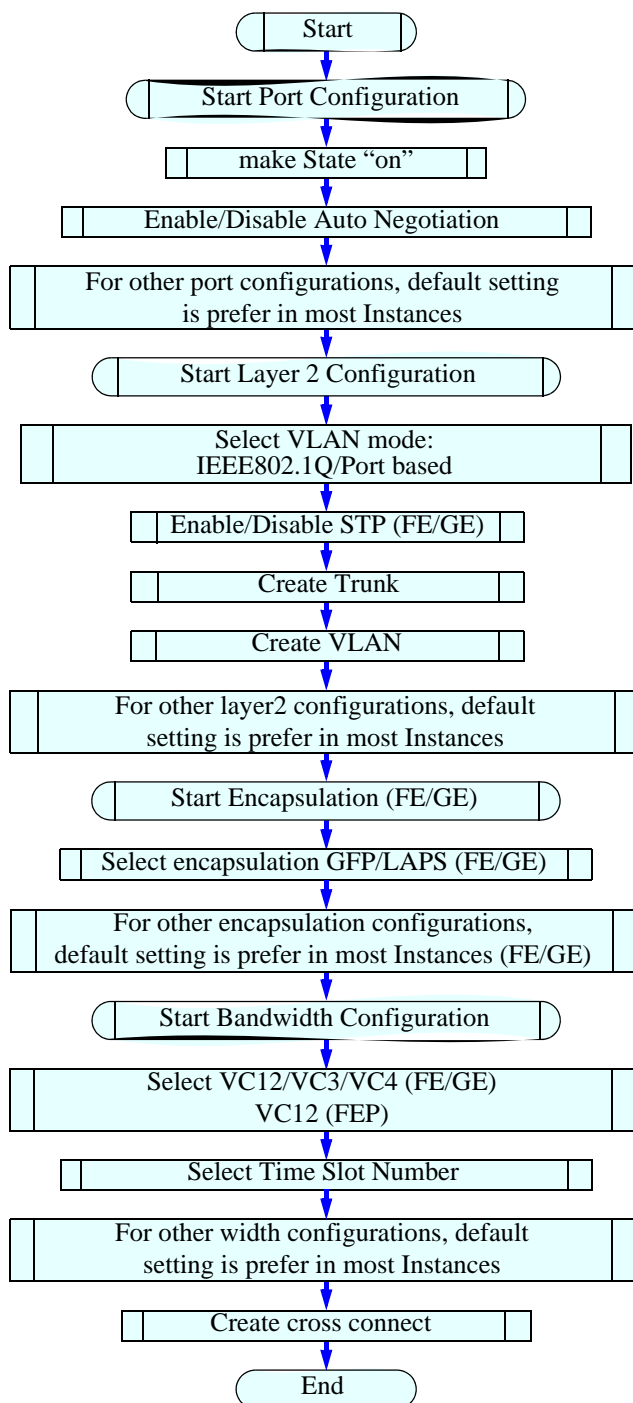 Start
Start Port Configuration
make State “on”
Enable/Disable Auto Negotiation
For other port configurations, default setting
is prefer in most Instances
Start Layer 2 Configuration
Select VLAN mode:
IEEE802.1Q/Port based
Enable/Disable STP (FE/GE)
Create Trunk
Create VLAN
For other layer2 configurations, default
setting is prefer in most Instances
Start Encapsulation (FE/GE)
Select encapsulation GFP/LAPS (FE/GE)
For other encapsulation configurations,
default setting is prefer in most Instances (FE/GE)
Start Bandwidth Configuration
Select VC12/VC3/VC4 (FE/GE)
VC12 (FEP)
Select Time Slot Number
For other width configurations, default
setting is prefer in most Instances
Create cross connect
End